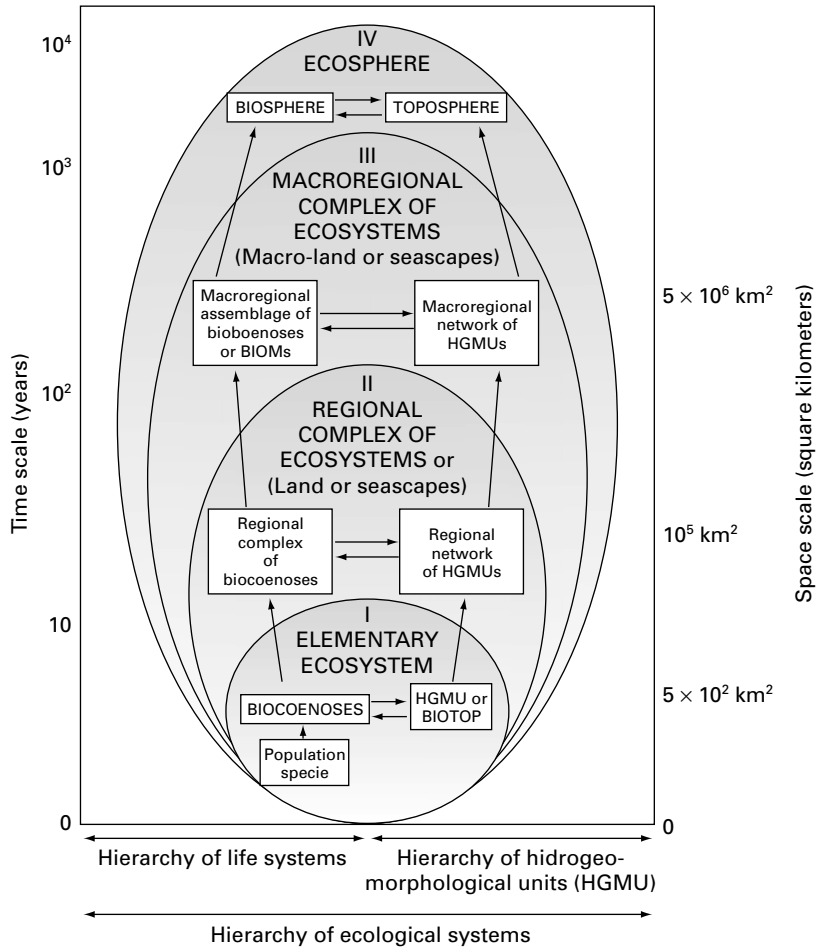 10⁴
10³
10²
10
0
Time scale (years)
IV
ECOSPHERE
BIOSPHERE
TOPOSPHERE
III
MACROREGIONAL
COMPLEX OF
ECOSYSTEMS
(Macro-land or seascapes)
Macroregional
assemblage of
bioboenoses
or BIOMs
Macroregional
network of
HGMUs
II
REGIONAL
COMPLEX OF
ECOSYSTEMS or
(Land or seascapes)
Regional
complex
of
biocoenoses
Regional
network
of HGMUs
I
ELEMENTARY
ECOSYSTEM
BIOCOENOSES
HGMU or
BIOTOP
Population
specie
5 × 10⁶ km²
10⁵ km²
5 × 10² km²
0
Space scale (square kilometers)
Hierarchy of life systems
Hierarchy of hidrogeo-
morphological units (HGMU)
Hierarchy of ecological systems